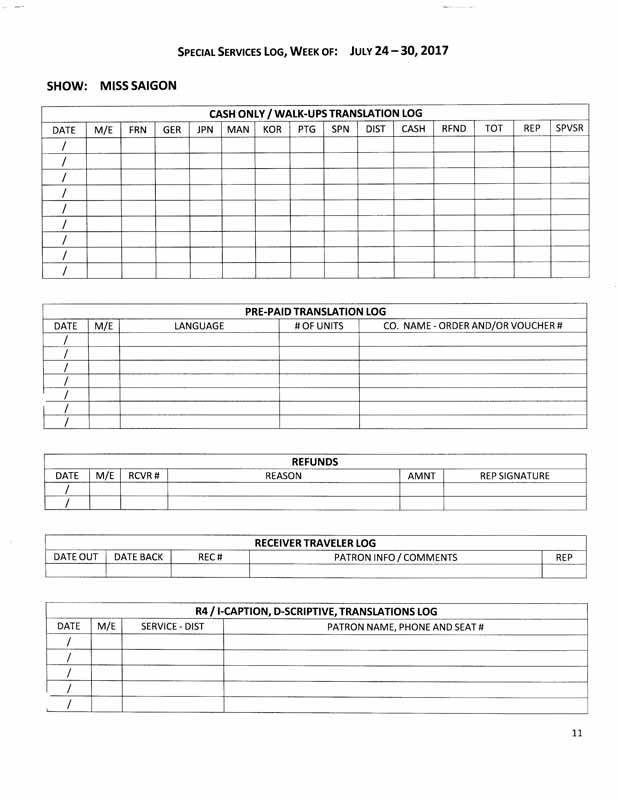 SPECIAL SERVICES LOG, WEEK OF: JULY 24 – 30, 2017
SHOW: MISS SAIGON
CASH ONLY / WALK-UPS TRANSLATION LOG
DATE M/E FRN GER JPN MAN KOR PTG SPN DIST CASH RFND TOT REP SPVSR
/
/
/
/
/
/
/
/
/
PRE-PAID TRANSLATION LOG
DATE M/E LANGUAGE # OF UNITS CO. NAME - ORDER AND/OR VOUCHER #
/
/
/
/
/
/
/
REFUNDS
DATE M/E RCVR # REASON AMNT REP SIGNATURE
/
/
RECEIVER TRAVELER LOG
DATE OUT DATE BACK REC # PATRON INFO / COMMENTS REP
R4 / I-CAPTION, D-SCRIPTIVE, TRANSLATIONS LOG
DATE M/E SERVICE - DIST PATRON NAME, PHONE AND SEAT #
/
/
/
/
/
11